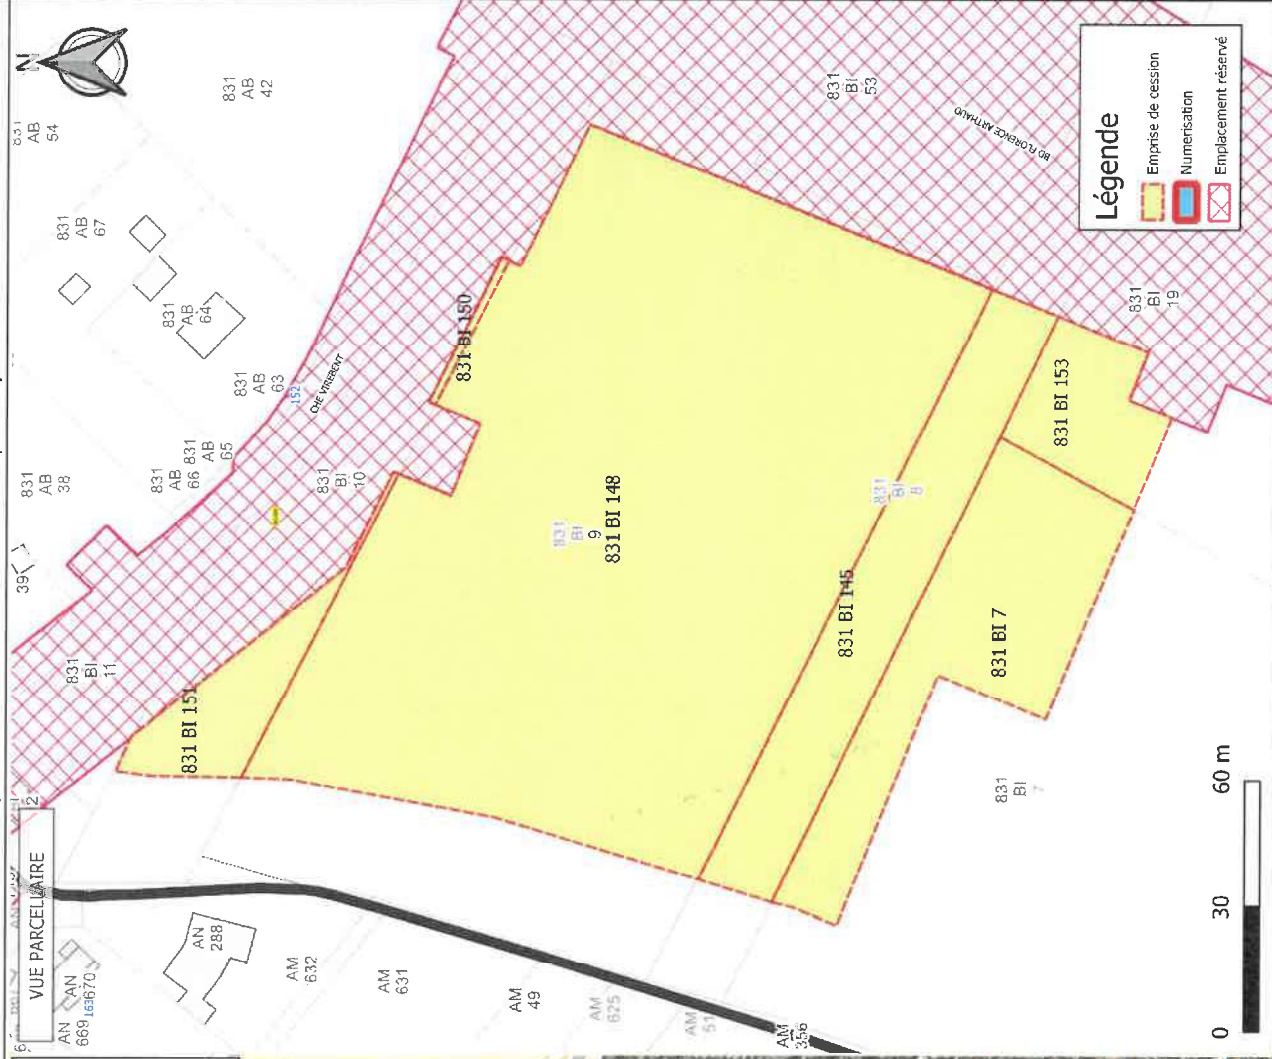 VUE PARCELLAIRE
N
831
AB
54
831
AB
42
831
AB
67
831
AB
64
831
AB
63
152
CHE VIREBENT
831
AB
65
831
AB
66
831
AB
38
39
831
BI
10
831
BI
11
831
BI
53
BD FLORENCE ARTHAUD
831
BI
19
831 BI 150
831 BI 151
831
BI
9
831 BI 148
831
BI
8
831 BI 145
831 BI 153
831 BI 7
831
BI
7
AN
669
163
AN
670
AN
288
AM
632
AM
631
AM
49
AM
625
AM
51
AM
356
Légende
Emprise de cession
Numerisation
Emplacement réservé
0 30 60 m